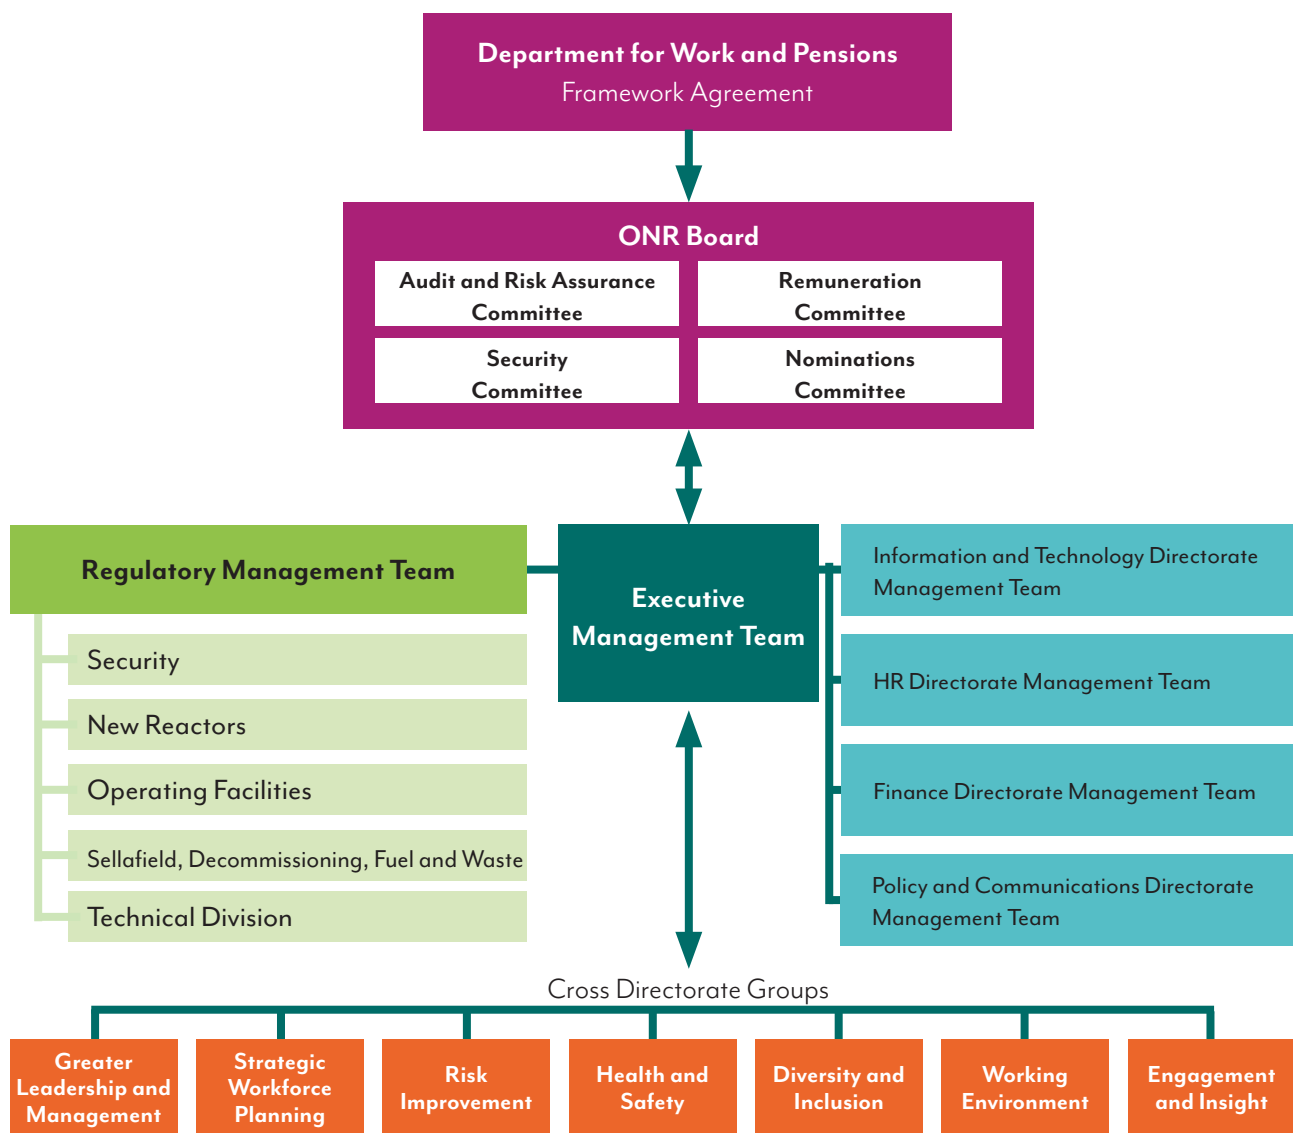 Department for Work and Pensions
Framework Agreement
ONR Board
Audit and Risk Assurance
Committee
Remuneration
Committee
Security
Committee
Nominations
Committee
Regulatory Management Team
Security
New Reactors
Operating Facilities
Sellafield, Decommissioning, Fuel and Waste
Technical Division
Executive
Management Team
Information and Technology Directorate
Management Team
HR Directorate Management Team
Finance Directorate Management Team
Policy and Communications Directorate
Management Team
Cross Directorate Groups
Greater
Leadership and
Management
Strategic
Workforce
Planning
Risk
Improvement
Health and
Safety
Diversity and
Inclusion
Working
Environment
Engagement
and Insight